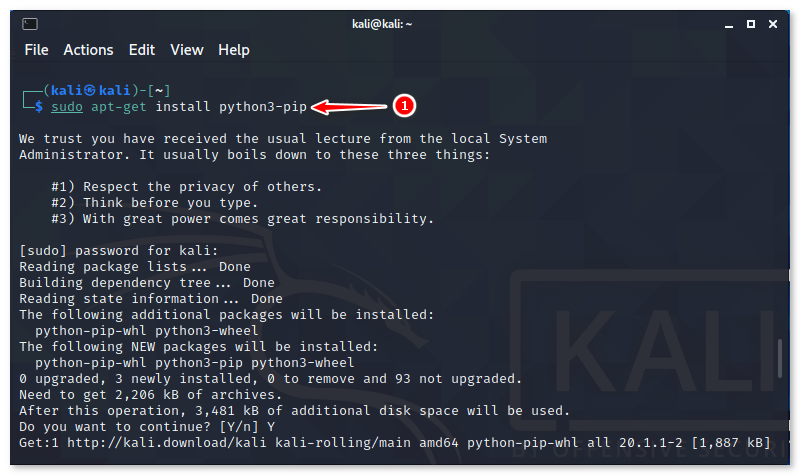 kali@kali: ~
File Actions Edit View Help
┌──(kali㉿kali)-[~]
└─$ sudo apt-get install python3-pip
1
We trust you have received the usual lecture from the local System
Administrator. It usually boils down to these three things:
#1) Respect the privacy of others.
#2) Think before you type.
#3) With great power comes great responsibility.
[sudo] password for kali:
Reading package lists... Done
Building dependency tree... Done
Reading state information... Done
The following additional packages will be installed:
python-pip-whl python3-wheel
The following NEW packages will be installed:
python-pip-whl python3-pip python3-wheel
0 upgraded, 3 newly installed, 0 to remove and 93 not upgraded.
Need to get 2,206 kB of archives.
After this operation, 3,481 kB of additional disk space will be used.
Do you want to continue? [Y/n] Y
Get:1 http://kali.download/kali kali-rolling/main amd64 python-pip-whl all 20.1.1-2 [1,887 kB]
KALI
BY OFFENSIVE SECURI